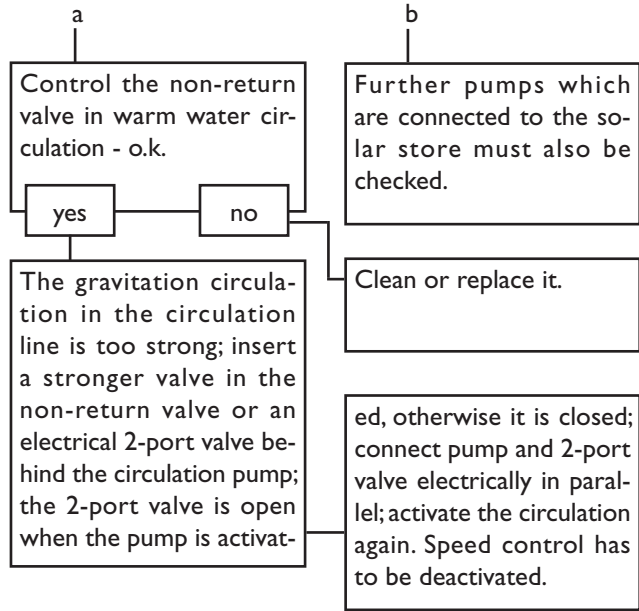 a
Control the non-return
valve in warm water cir-
culation - o.k.
yes
no
The gravitation circula-
tion in the circulation
line is too strong; insert
a stronger valve in the
non-return valve or an
electrical 2-port valve be-
hind the circulation pump;
the 2-port valve is open
when the pump is activat-
b
Further pumps which
are connected to the so-
lar store must also be
checked.
Clean or replace it.
ed, otherwise it is closed;
connect pump and 2-port
valve electrically in paral-
lel; activate the circulation
again. Speed control has
to be deactivated.